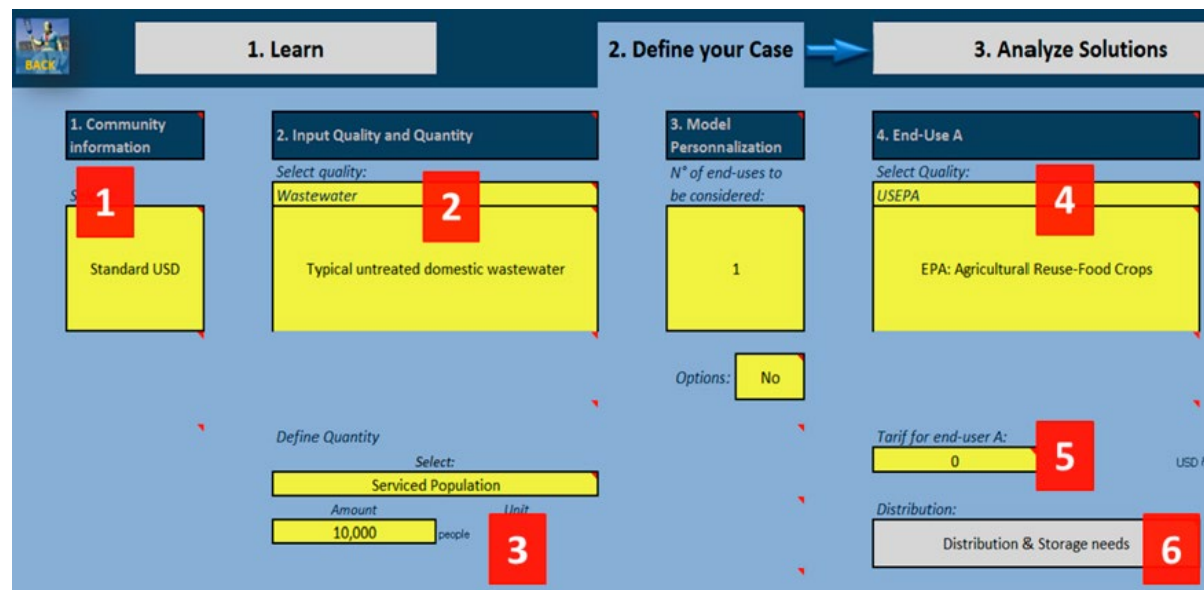 BACK
1. Learn
2. Define your Case
3. Analyze Solutions
1. Community
information
1
Standard USD
2. Input Quality and Quantity
Select quality:
Wastewater
2
Typical untreated domestic wastewater
Define Quantity
Select:
Serviced Population
Amount
Unit
10,000
people
3
3. Model
Personnalization
N° of end-uses to
be considered:
1
Options:
No
4. End-Use A
Select Quality:
USEPA
4
EPA: Agricultural Reuse-Food Crops
Tarif for end-user A:
0
5
USD
Distribution:
Distribution & Storage needs
6